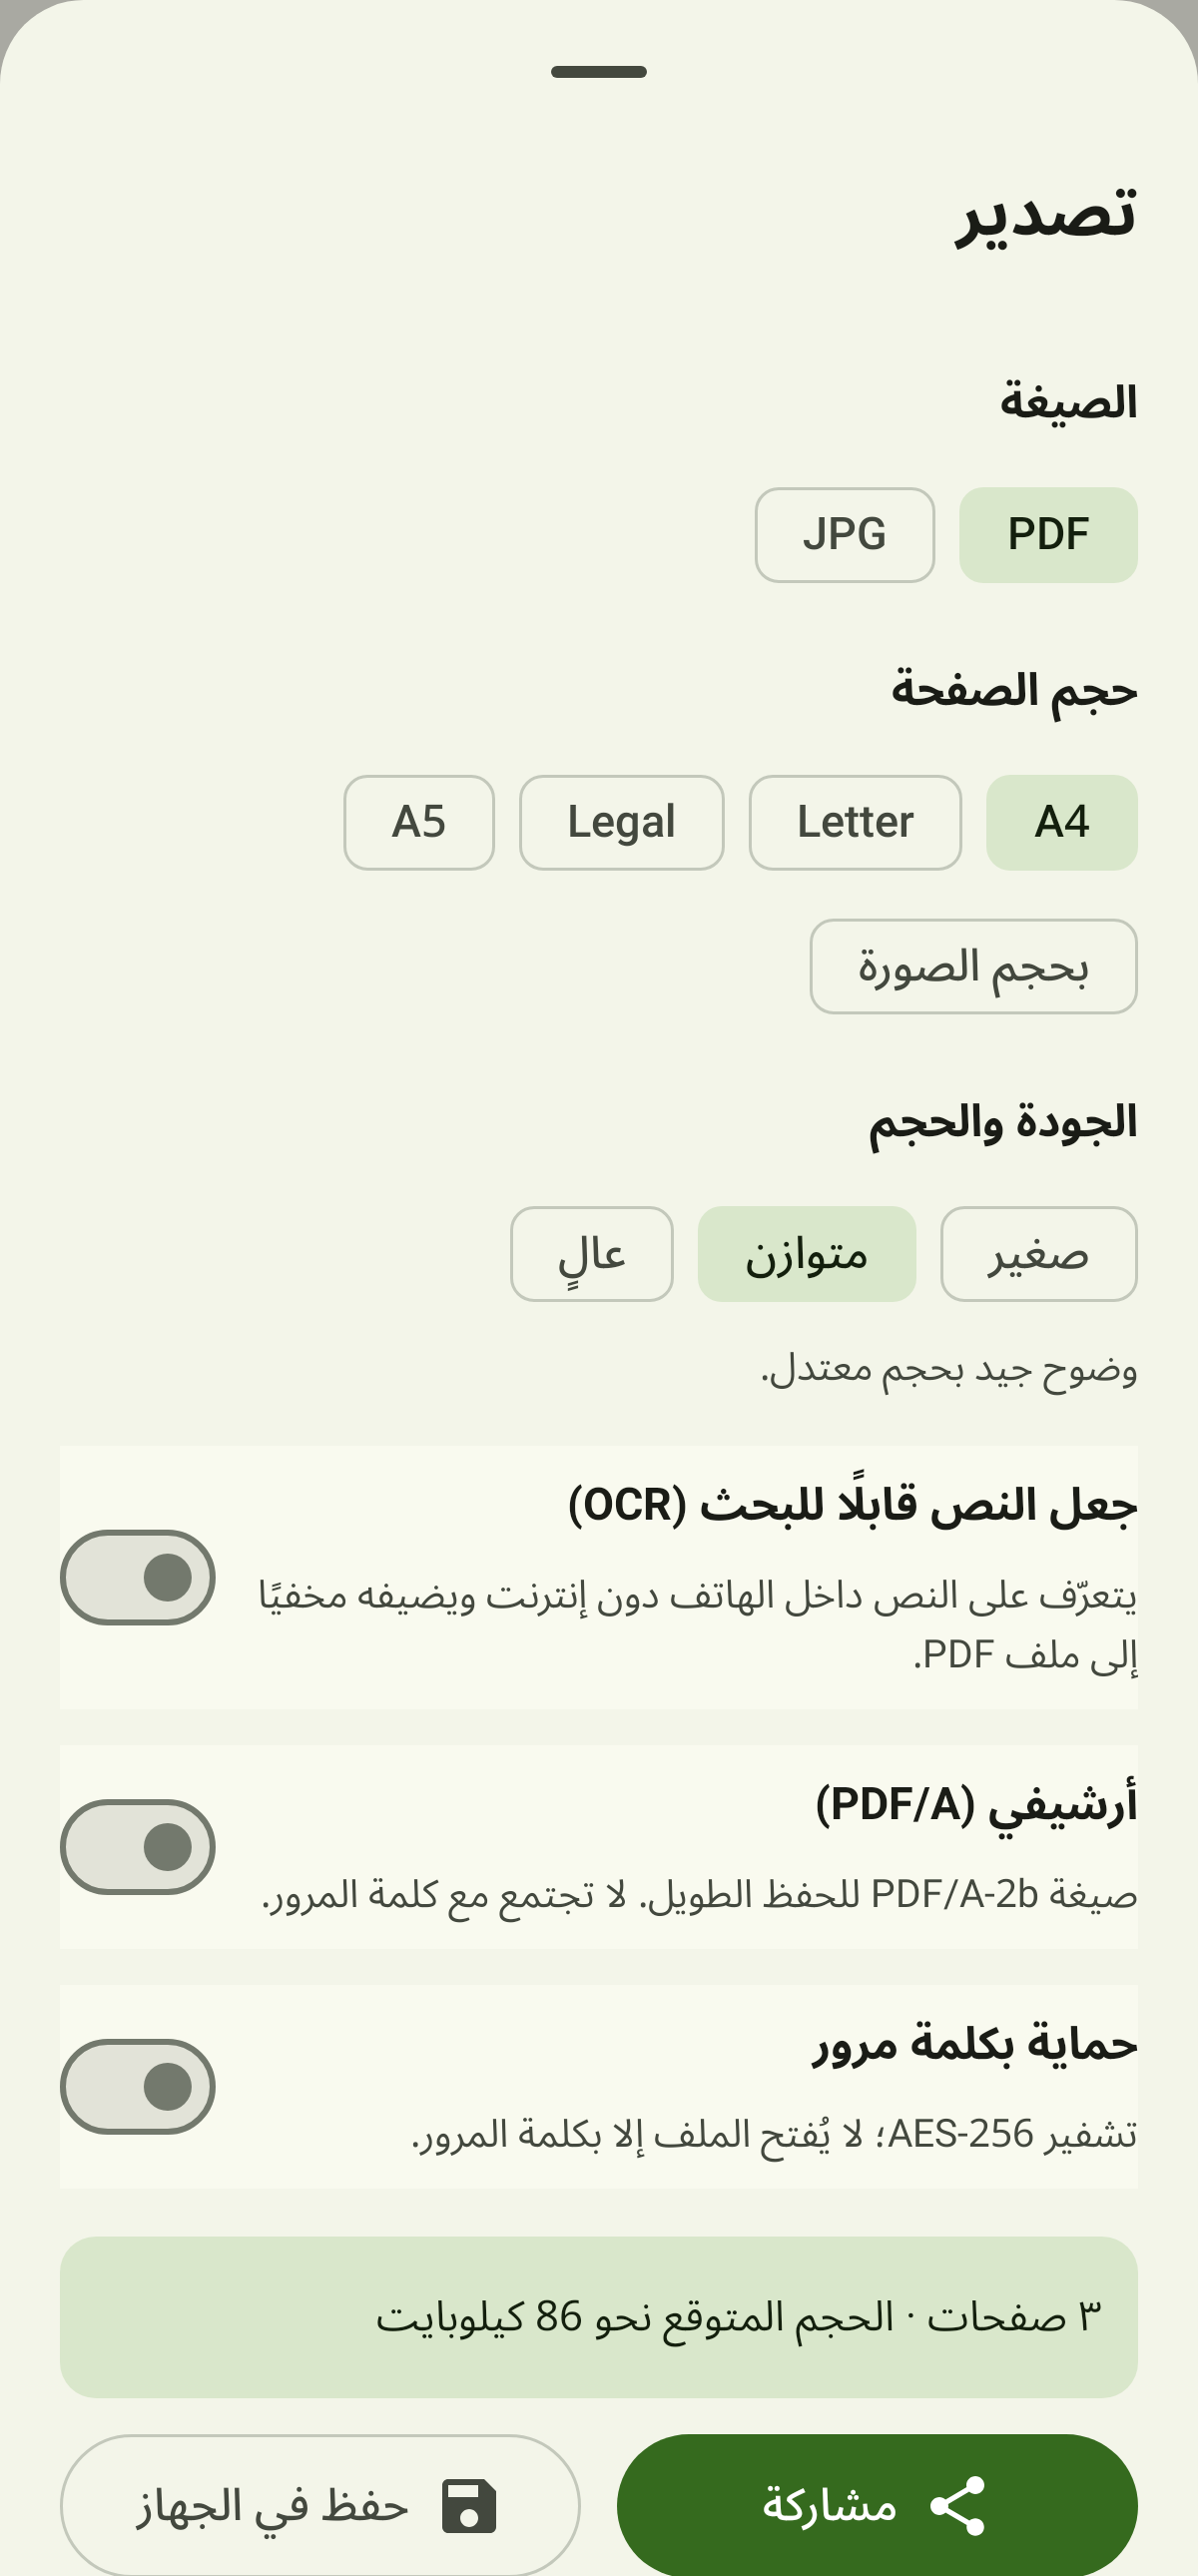 تصدير
الصيغة
PDF
JPG
حجم الصفحة
A4
Letter
Legal
A5
بحجم الصورة
الجودة والحجم
صغير
متوازن
عالٍ
وضوح جيد بحجم معتدل.
جعل النص قابلًا للبحث (OCR)
يتعرّف على النص داخل الهاتف دون إنترنت ويضيفه مخفيًا
إلى ملف PDF.
أرشيفي (PDF/A)
صيغة PDF/A-2b للحفظ الطويل. لا تجتمع مع كلمة المرور.
حماية بكلمة مرور
تشفير AES-256؛ لا يُفتح الملف إلا بكلمة المرور.
٣ صفحات · الحجم المتوقع نحو 86 كيلوبايت
مشاركة
حفظ في الجهاز